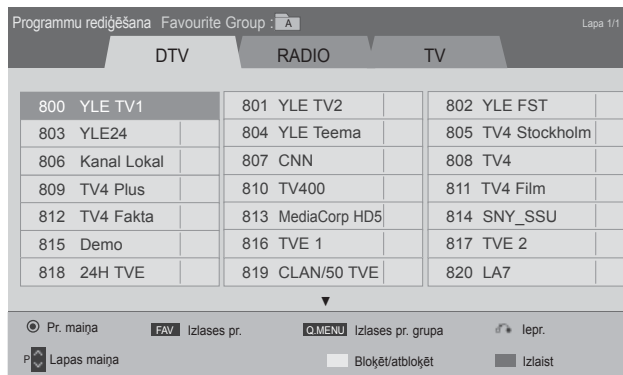 Programmu rediģēšana Favourite Group : A Lapa 1/1
DTV RADIO TV
800 YLE TV1 801 YLE TV2 802 YLE FST
803 YLE24 804 YLE Teema 805 TV4 Stockholm
806 Kanal Lokal 807 CNN 808 TV4
809 TV4 Plus 810 TV400 811 TV4 Film
812 TV4 Fakta 813 MediaCorp HD5 814 SNY_SSU
815 Demo 816 TVE 1 817 TVE 2
818 24H TVE 819 CLAN/50 TVE 820 LA7
Pr. maiņa FAV Izlases pr. Q.MENU Izlases pr. grupa Iepr.
P Lapas maiņa Bloķēt/atbloķēt Izlaist